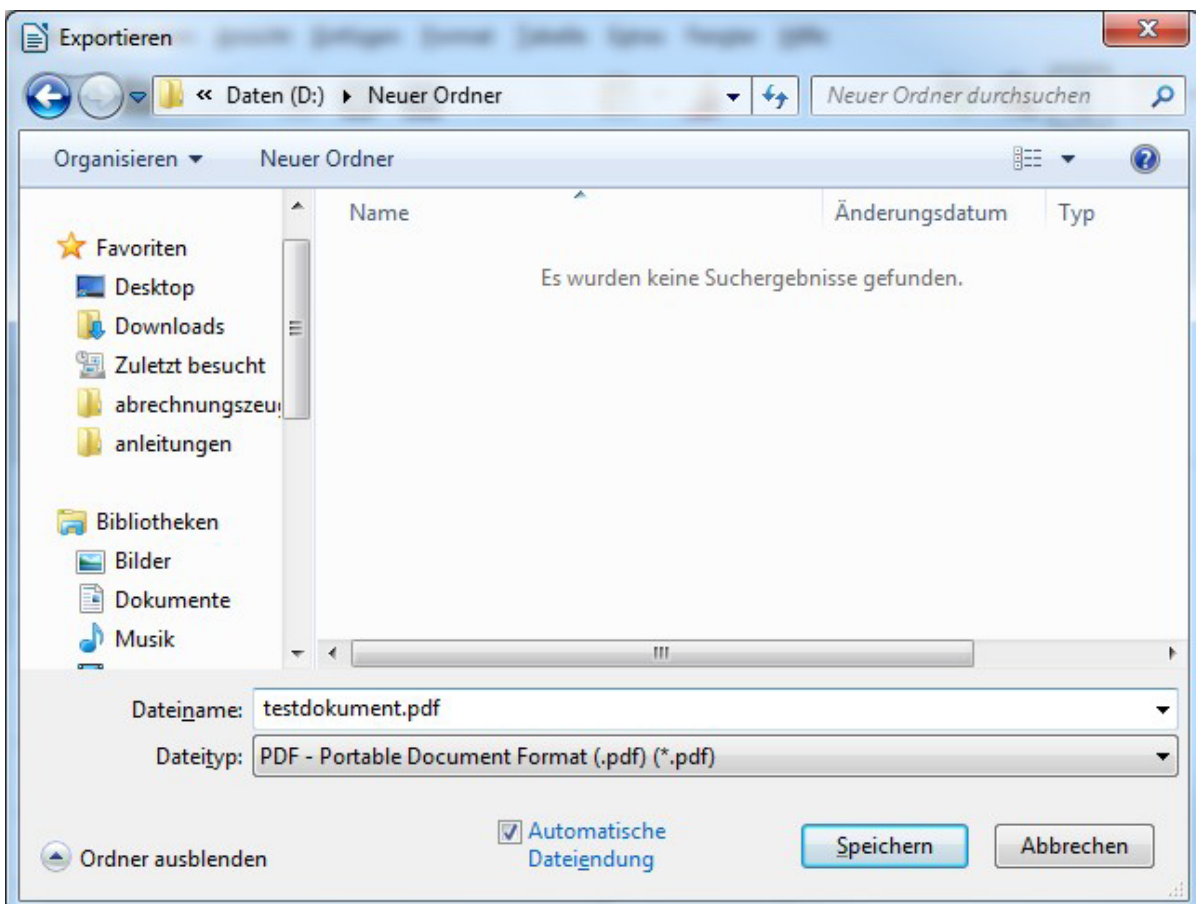 Exportieren
« Daten (D:) Neuer Ordner
Neuer Ordner durchsuchen
Organisieren
Neuer Ordner
Name
Änderungsdatum
Typ
Es wurden keine Suchergebnisse gefunden.
Favoriten
Desktop
Downloads
Zuletzt besucht
abrechnungszeu
anleitungen
Bibliotheken
Bilder
Dokumente
Musik
Dateiname: testdokument.pdf
Dateityp: PDF - Portable Document Format (.pdf) (*.pdf)
Ordner ausblenden
Automatische
Dateiendung
Speichern
Abbrechen